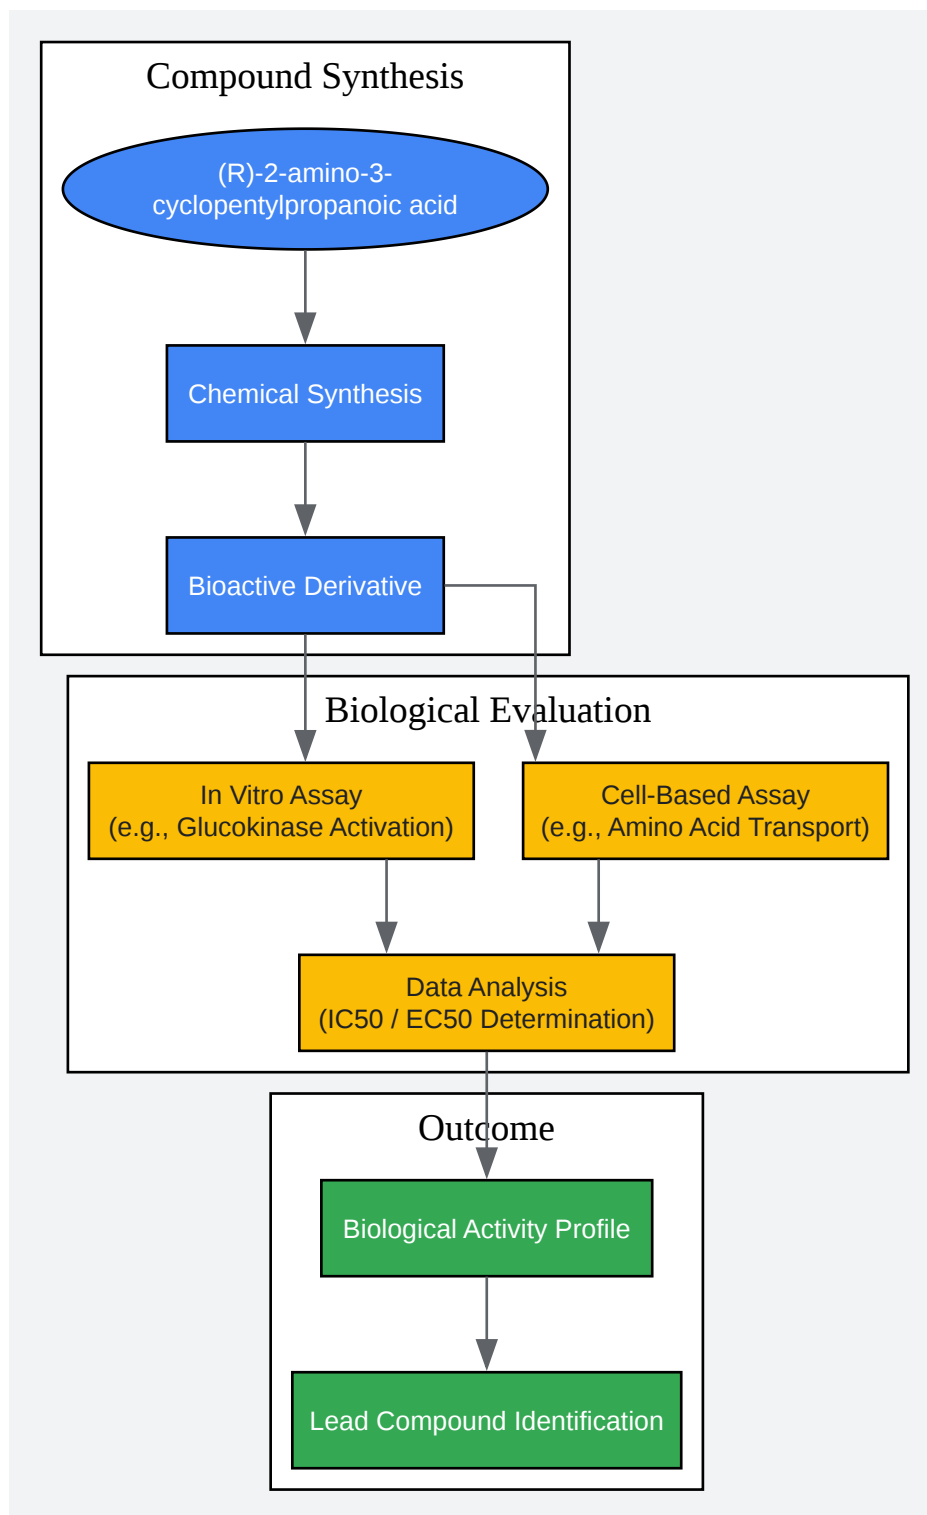 Compound Synthesis
(R)-2-amino-3-
cyclopentylpropanoic acid
Chemical Synthesis
Bioactive Derivative
Biological Evaluation
In Vitro Assay
(e.g., Glucokinase Activation)
Cell-Based Assay
(e.g., Amino Acid Transport)
Data Analysis
(IC50 / EC50 Determination)
Outcome
Biological Activity Profile
Lead Compound Identification